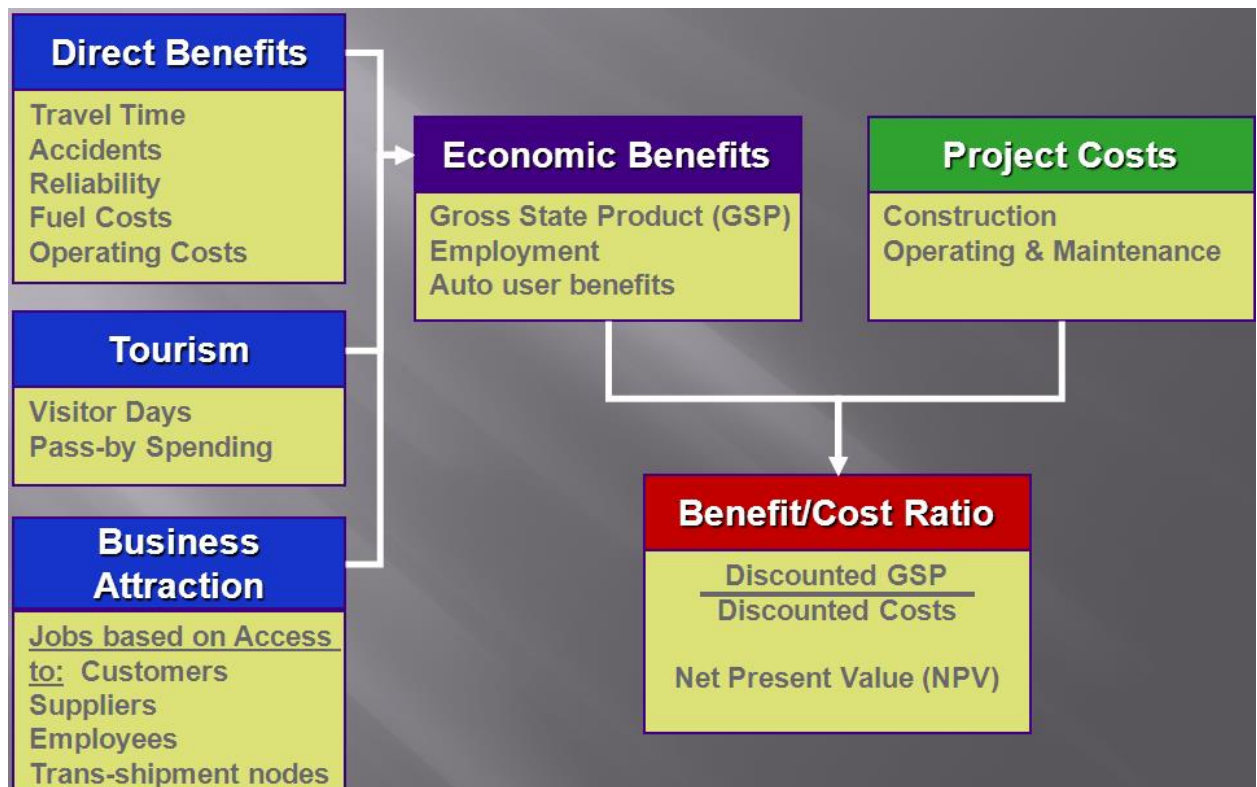 Direct Benefits
Travel Time
Accidents
Reliability
Fuel Costs
Operating Costs
Tourism
Visitor Days
Pass-by Spending
Business
Attraction
Jobs based on Access
to: Customers
Suppliers
Employees
Trans-shipment nodes
Economic Benefits
Gross State Product (GSP)
Employment
Auto user benefits
Project Costs
Construction
Operating & Maintenance
Benefit/Cost Ratio
Discounted GSP
Discounted Costs
Net Present Value (NPV)